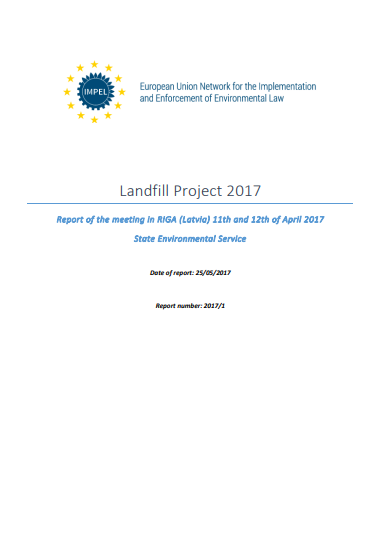 IMPEL
European Union Network for the Implementation
and Enforcement of Environmental Law
Landfill Project 2017
Report of the meeting in RIGA (Latvia) 11th and 12th of April 2017
State Environmental Service
Date of report: 25/05/2017
Report number: 2017/1